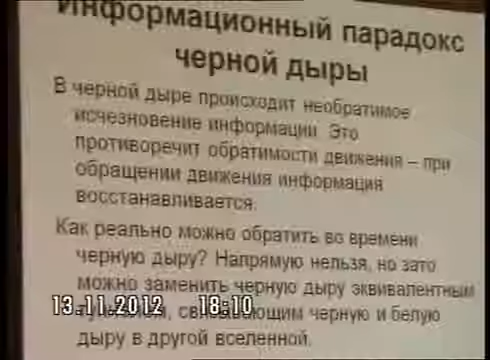 Информационный парадокс
черной дыры
В черной дыре происходит необратимое
исчезновение информации. Это
противоречит обратимости движения – при
обращении движения информация
восстанавливается.
Как реально можно обратить во времени
черную дыру? Напрямую нельзя, но зато
можно заменить черную дыру эквивалентным
13.11.2012 18:10
черную и белую
дыру в другой вселенной.